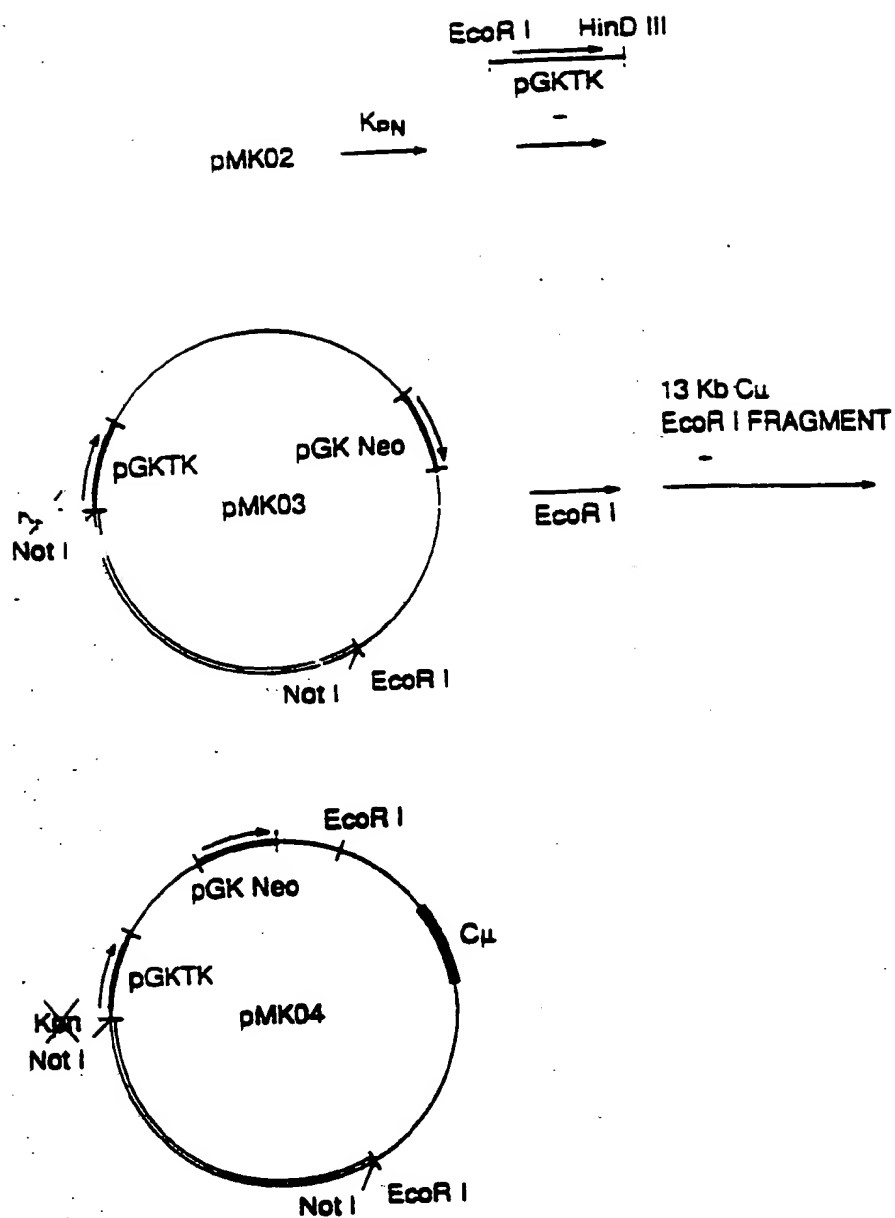 EcoR I HinD III
pGKTK
pMK02
KPN
13 Kb Cμ
EcoR I FRAGMENT
EcoR I
pGKTK
pGK Neo
pMK03
Not I
Not I
EcoR I
EcoR I
pGK Neo
Cμ
pGKTK
Kpn
Not I
pMK04
Not I
EcoR I